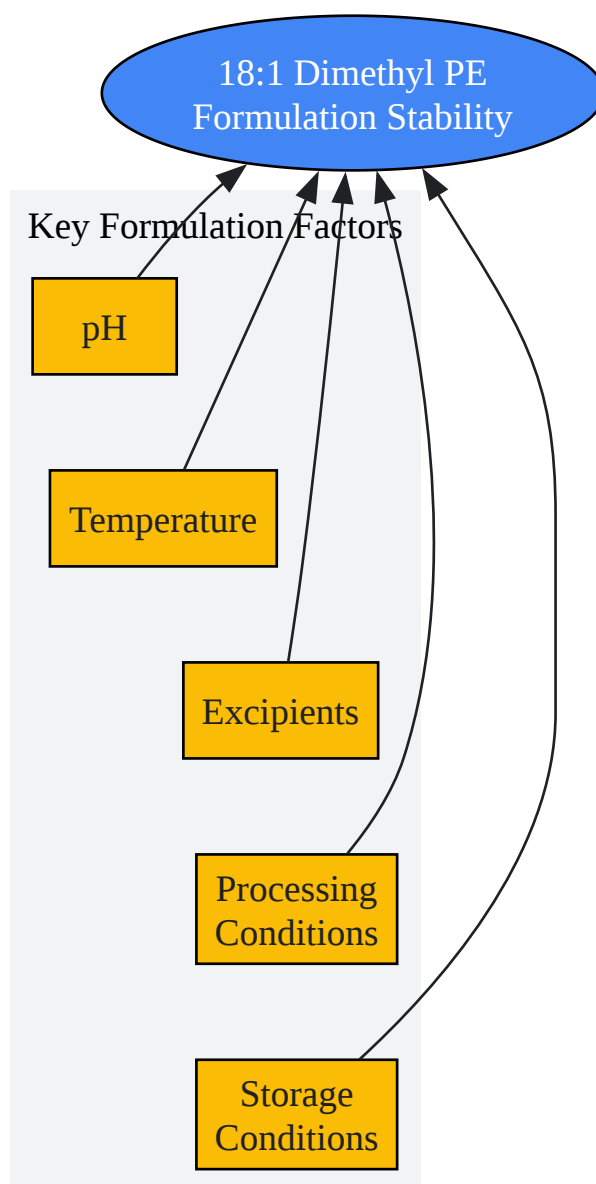 18:1 Dimethyl PE
Formulation Stability
Key Formulation Factors
pH
Temperature
Excipients
Processing
Conditions
Storage
Conditions